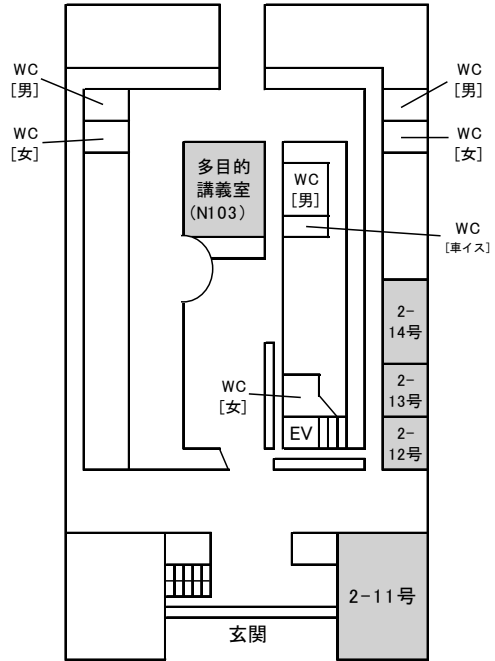 WC
[男]
WC
[女]
WC
[男]
WC
[女]
多目的
講義室
(N103)
WC
[男]
WC
[車イス]
2-
14号
2-
13号
2-
12号
WC
[女]
EV
2-11号
玄関